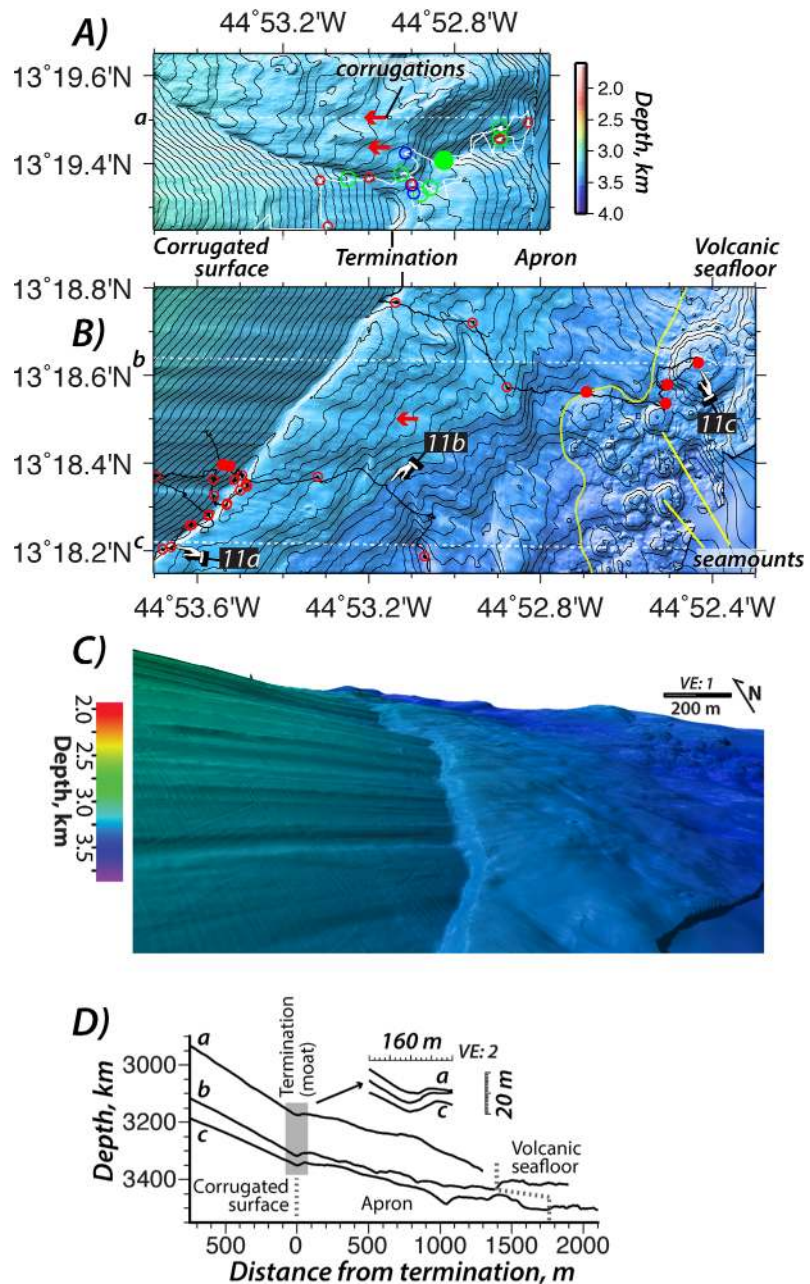 A)
44°53.2'W 44°52.8'W
13°19.6'N
corrugations
a
13°19.4'N
Depth, km
2.0
2.5
3.0
3.5
4.0
Corrugated surface
Termination
Apron
Volcanic seafloor
B)
13°18.8'N
b
13°18.6'N
11c
11b
13°18.4'N
c
13°18.2'N
11a
seamounts
44°53.6'W 44°53.2'W 44°52.8'W 44°52.4'W
C)
VE: 1
200 m
N
Depth, km
2.0
2.5
3.0
3.5
D)
Depth, km
3000
3200
3400
a
b
c
Termination
(moat)
160 m
VE: 2
a
c
20 m
Volcanic
seafloor
Corrugated
surface
Apron
500 0 500 1000 1500 2000
Distance from termination, m